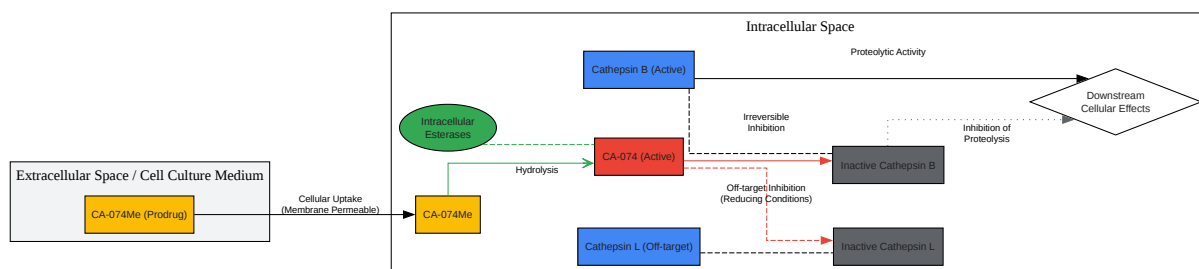 Intracellular Space
Proteolytic Activity
Cathepsin B (Active)
Downstream
Cellular Effects
Intracellular
Esterases
Irreversible
Inhibition
Inhibition of
Proteolysis
CA-074 (Active)
Inactive Cathepsin B
Hydrolysis
Extracellular Space / Cell Culture Medium
CA-074Me (Prodrug)
Cellular Uptake
(Membrane Permeable)
CA-074Me
Off-target Inhibition
(Reducing Conditions)
Cathepsin L (Off-target)
Inactive Cathepsin L